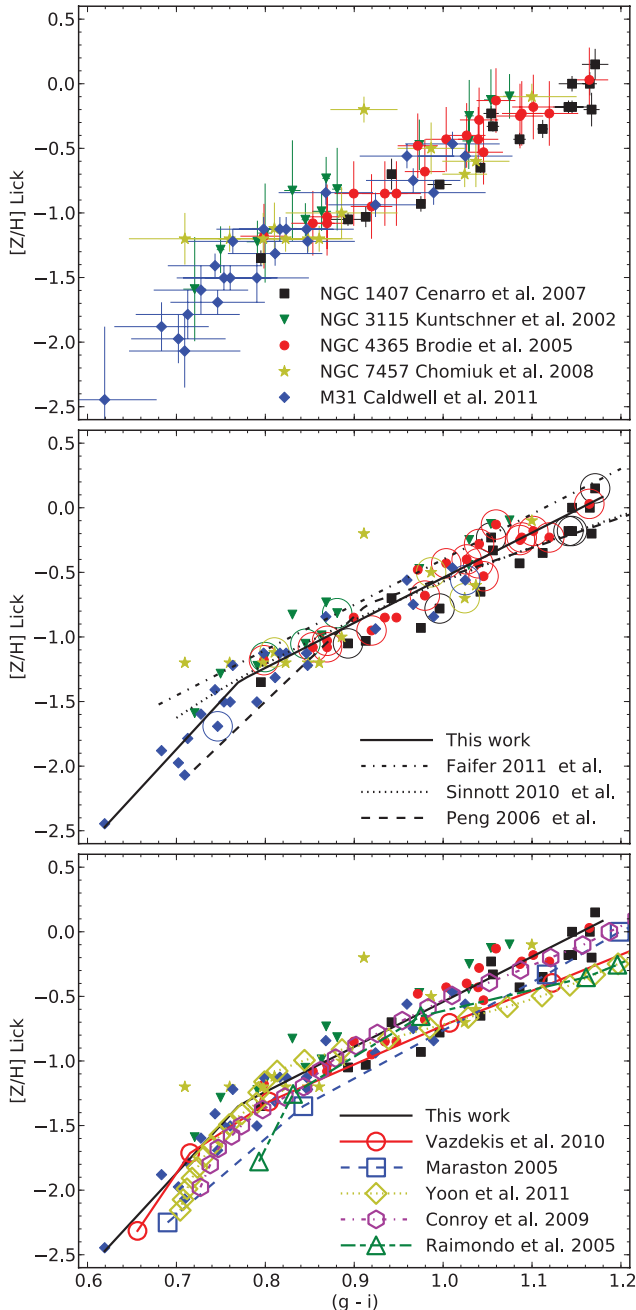 0.5
0.0
−0.5
−1.0
−1.5
−2.0
−2.5
[Z/H] Lick
NGC 1407 Cenarro et al. 2007
NGC 3115 Kuntschner et al. 2002
NGC 4365 Brodie et al. 2005
NGC 7457 Chomiuk et al. 2008
M31 Caldwell et al. 2011
0.5
0.0
−0.5
−1.0
−1.5
−2.0
−2.5
[Z/H] Lick
This work
Faifer 2011 et al.
Sinnott 2010 et al.
Peng 2006 et al.
0.5
0.0
−0.5
−1.0
−1.5
−2.0
−2.5
[Z/H] Lick
This work
Vazdekis et al. 2010
Maraston 2005
Yoon et al. 2011
Conroy et al. 2009
Raimondo et al. 2005
0.6 0.7 0.8 0.9 1.0 1.1 1.2
(g - i)